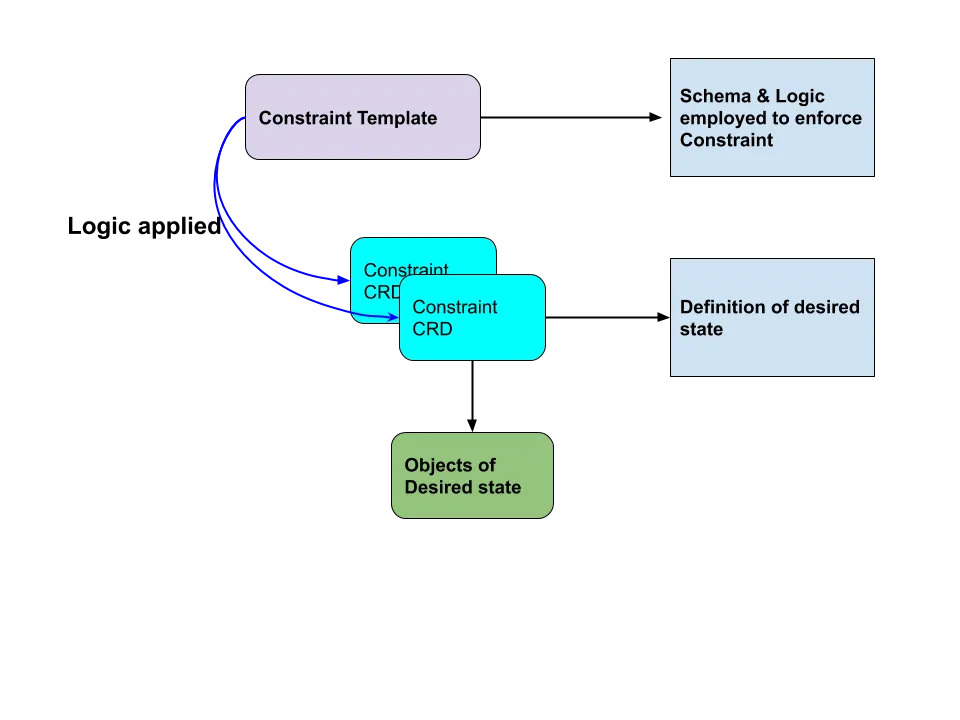 Constraint Template
Schema & Logic
employed to enforce
Constraint
Logic applied
Constraint
CRD
Constraint
CRD
Definition of desired
state
Objects of
Desired state